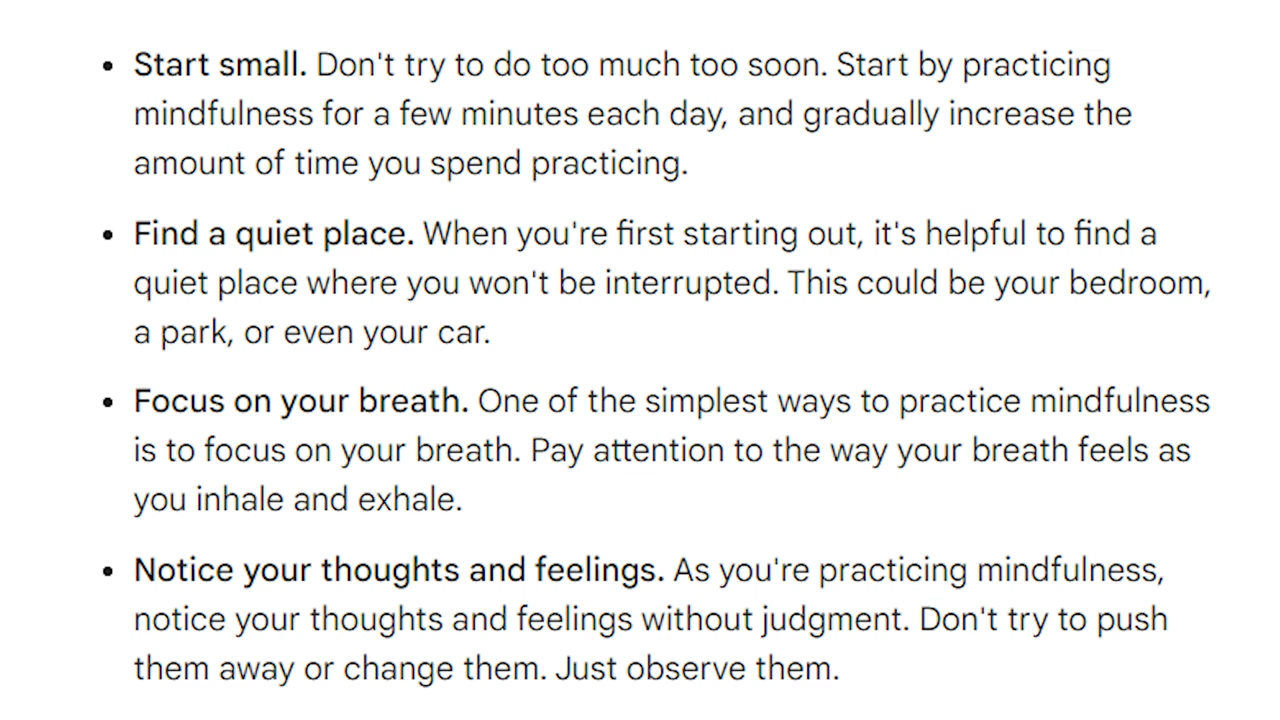 • Start small. Don't try to do too much too soon. Start by practicing
mindfulness for a few minutes each day, and gradually increase the
amount of time you spend practicing.
• Find a quiet place. When you're first starting out, it's helpful to find a
quiet place where you won't be interrupted. This could be your bedroom,
a park, or even your car.
• Focus on your breath. One of the simplest ways to practice mindfulness
is to focus on your breath. Pay attention to the way your breath feels as
you inhale and exhale.
• Notice your thoughts and feelings. As you're practicing mindfulness,
notice your thoughts and feelings without judgment. Don't try to push
them away or change them. Just observe them.